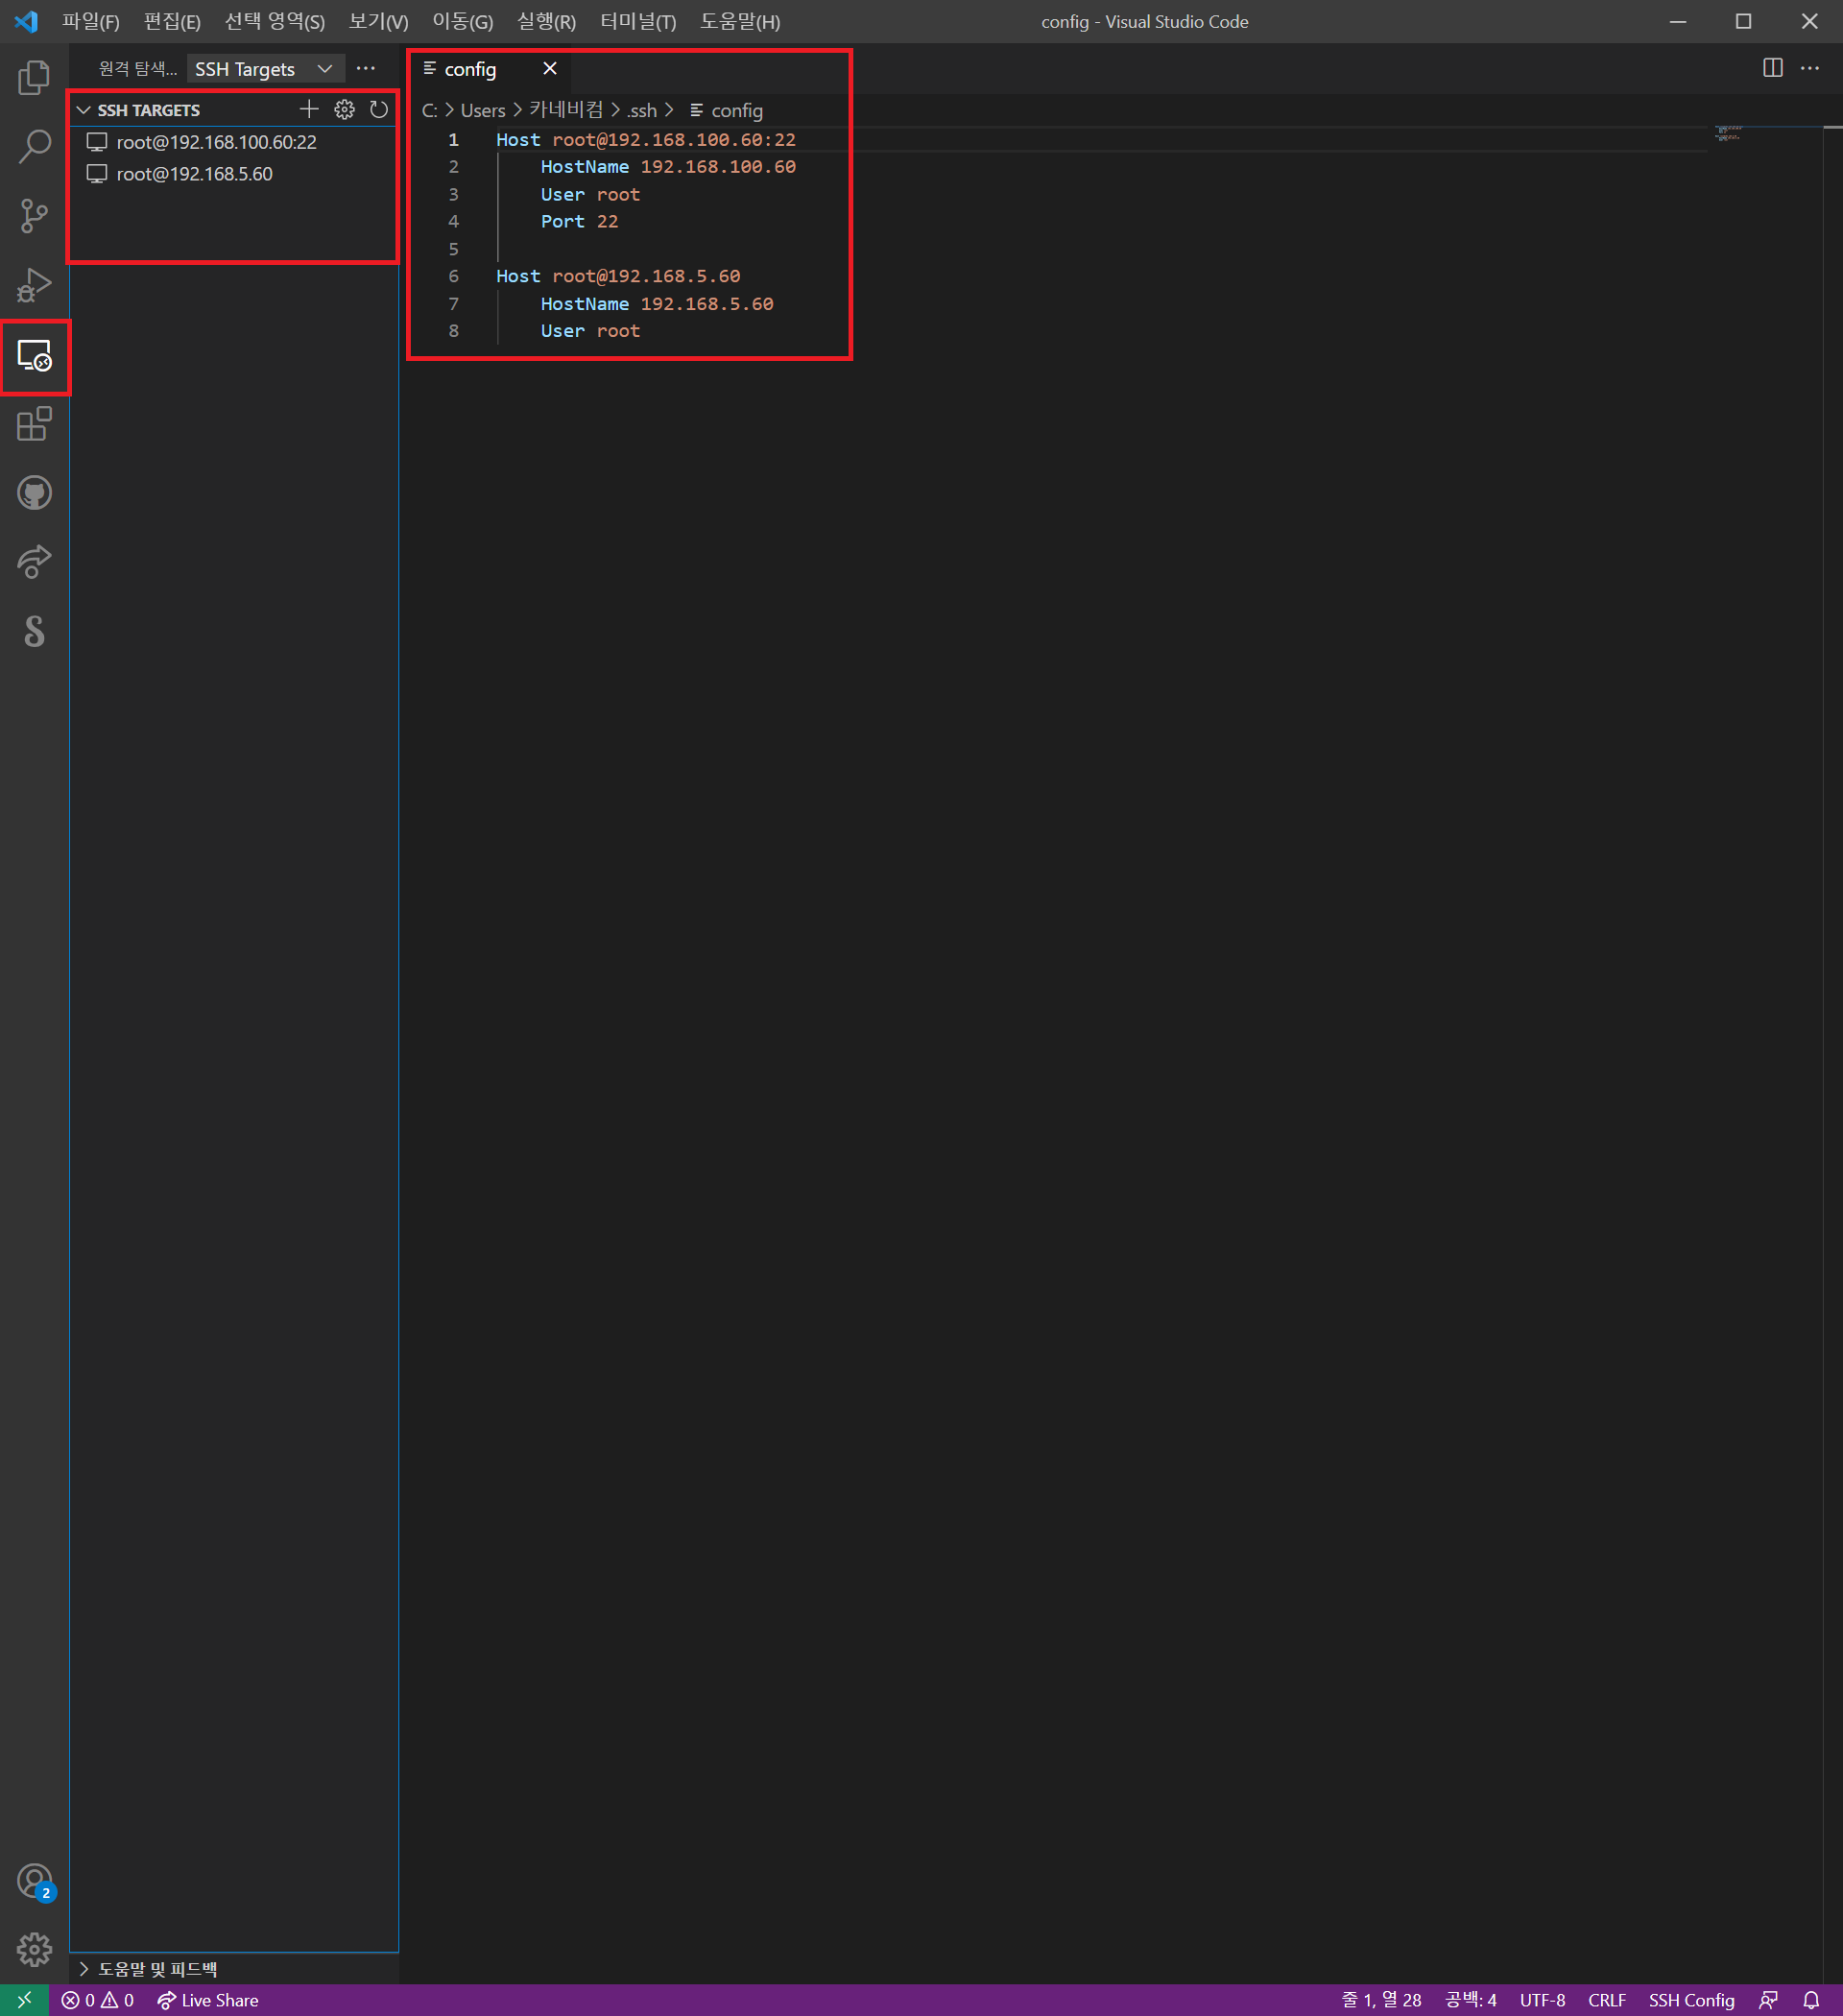 파일(F) 편집(E) 선택 영역(S) 보기(V) 이동(G) 실행(R) 터미널(T) 도움말(H) config - Visual Studio Code
원격 탐색... SSH Targets
SSH TARGETS
root@192.168.100.60:22
root@192.168.5.60
config
C: > Users > 카네비컴 > .ssh > config
1 Host root@192.168.100.60:22
2 HostName 192.168.100.60
3 User root
4 Port 22
5
6 Host root@192.168.5.60
7 HostName 192.168.5.60
8 User root
2
도움말 및 피드백
0 0 Live Share 줄 1, 열 28 공백: 4 UTF-8 CRLF SSH Config